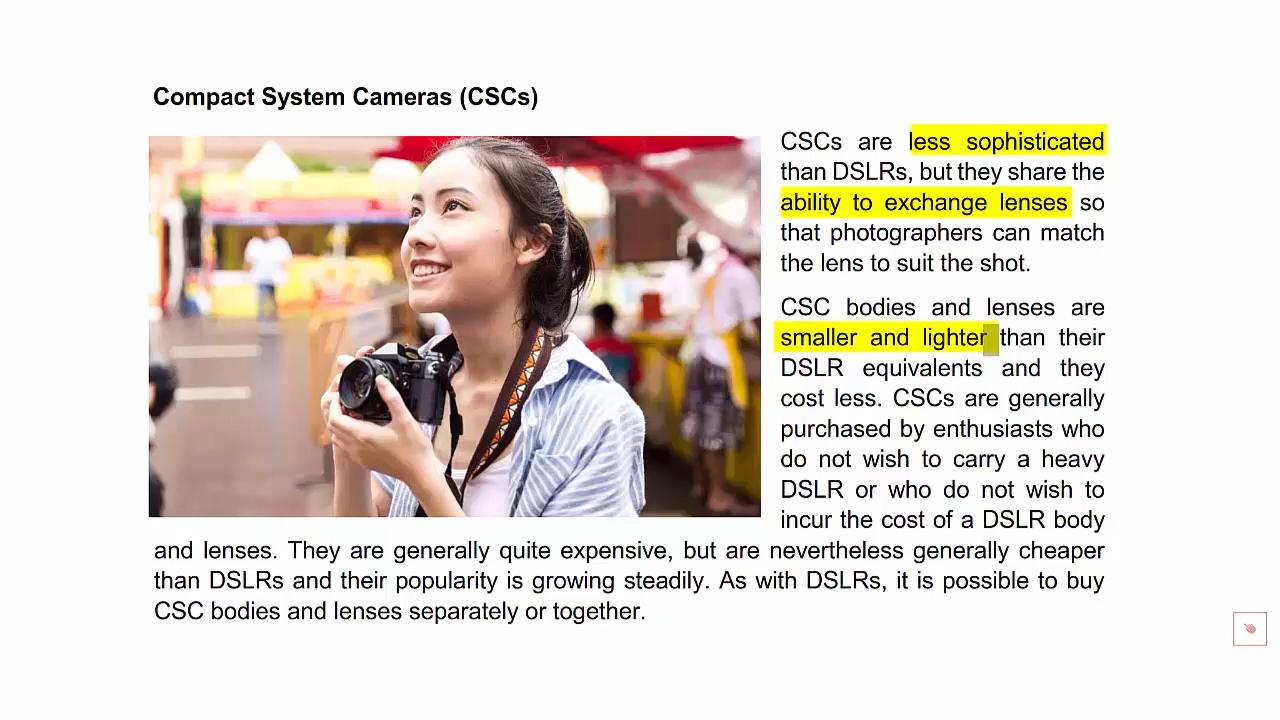 Compact System Cameras (CSCs)
CSCs are less sophisticated
than DSLRs, but they share the
ability to exchange lenses so
that photographers can match
the lens to suit the shot.
CSC bodies and lenses are
smaller and lighter than their
DSLR equivalents and they
cost less. CSCs are generally
purchased by enthusiasts who
do not wish to carry a heavy
DSLR or who do not wish to
incur the cost of a DSLR body
and lenses. They are generally quite expensive, but are nevertheless generally cheaper
than DSLRs and their popularity is growing steadily. As with DSLRs, it is possible to buy
CSC bodies and lenses separately or together.